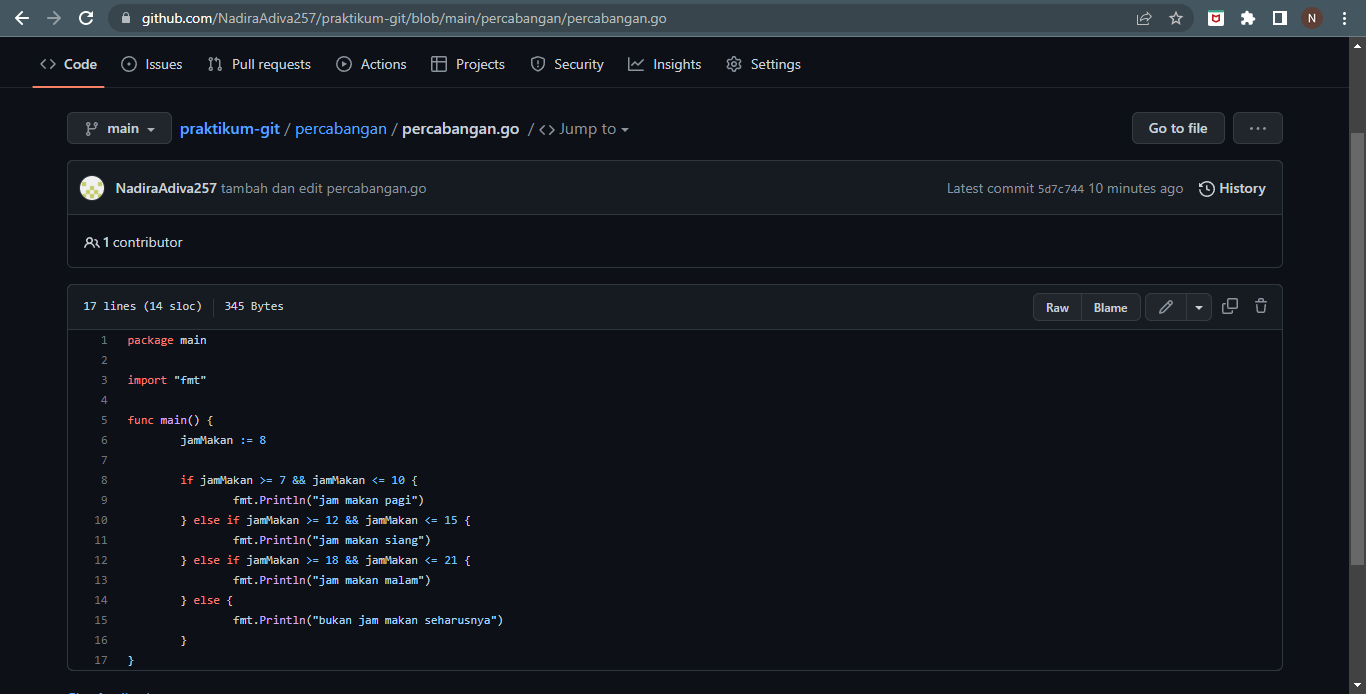 github.com/NadiraAdiva257/praktikum-git/blob/main/percabangan/percabangan.go
N
<> Code Issues Pull requests Actions Projects Security Insights Settings
main praktikum-git / percabangan / percabangan.go / <> Jump to Go to file ...
NadiraAdiva257 tambah dan edit percabangan.go Latest commit 5d7c744 10 minutes ago History
1 contributor
17 lines (14 sloc) 345 Bytes Raw Blame
1 package main
2
3 import "fmt"
4
5 func main() {
6 jamMakan := 8
7
8 if jamMakan >= 7 && jamMakan <= 10 {
9 fmt.Println("jam makan pagi")
10 } else if jamMakan >= 12 && jamMakan <= 15 {
11 fmt.Println("jam makan siang")
12 } else if jamMakan >= 18 && jamMakan <= 21 {
13 fmt.Println("jam makan malam")
14 } else {
15 fmt.Println("bukan jam makan seharusnya")
16 }
17 }